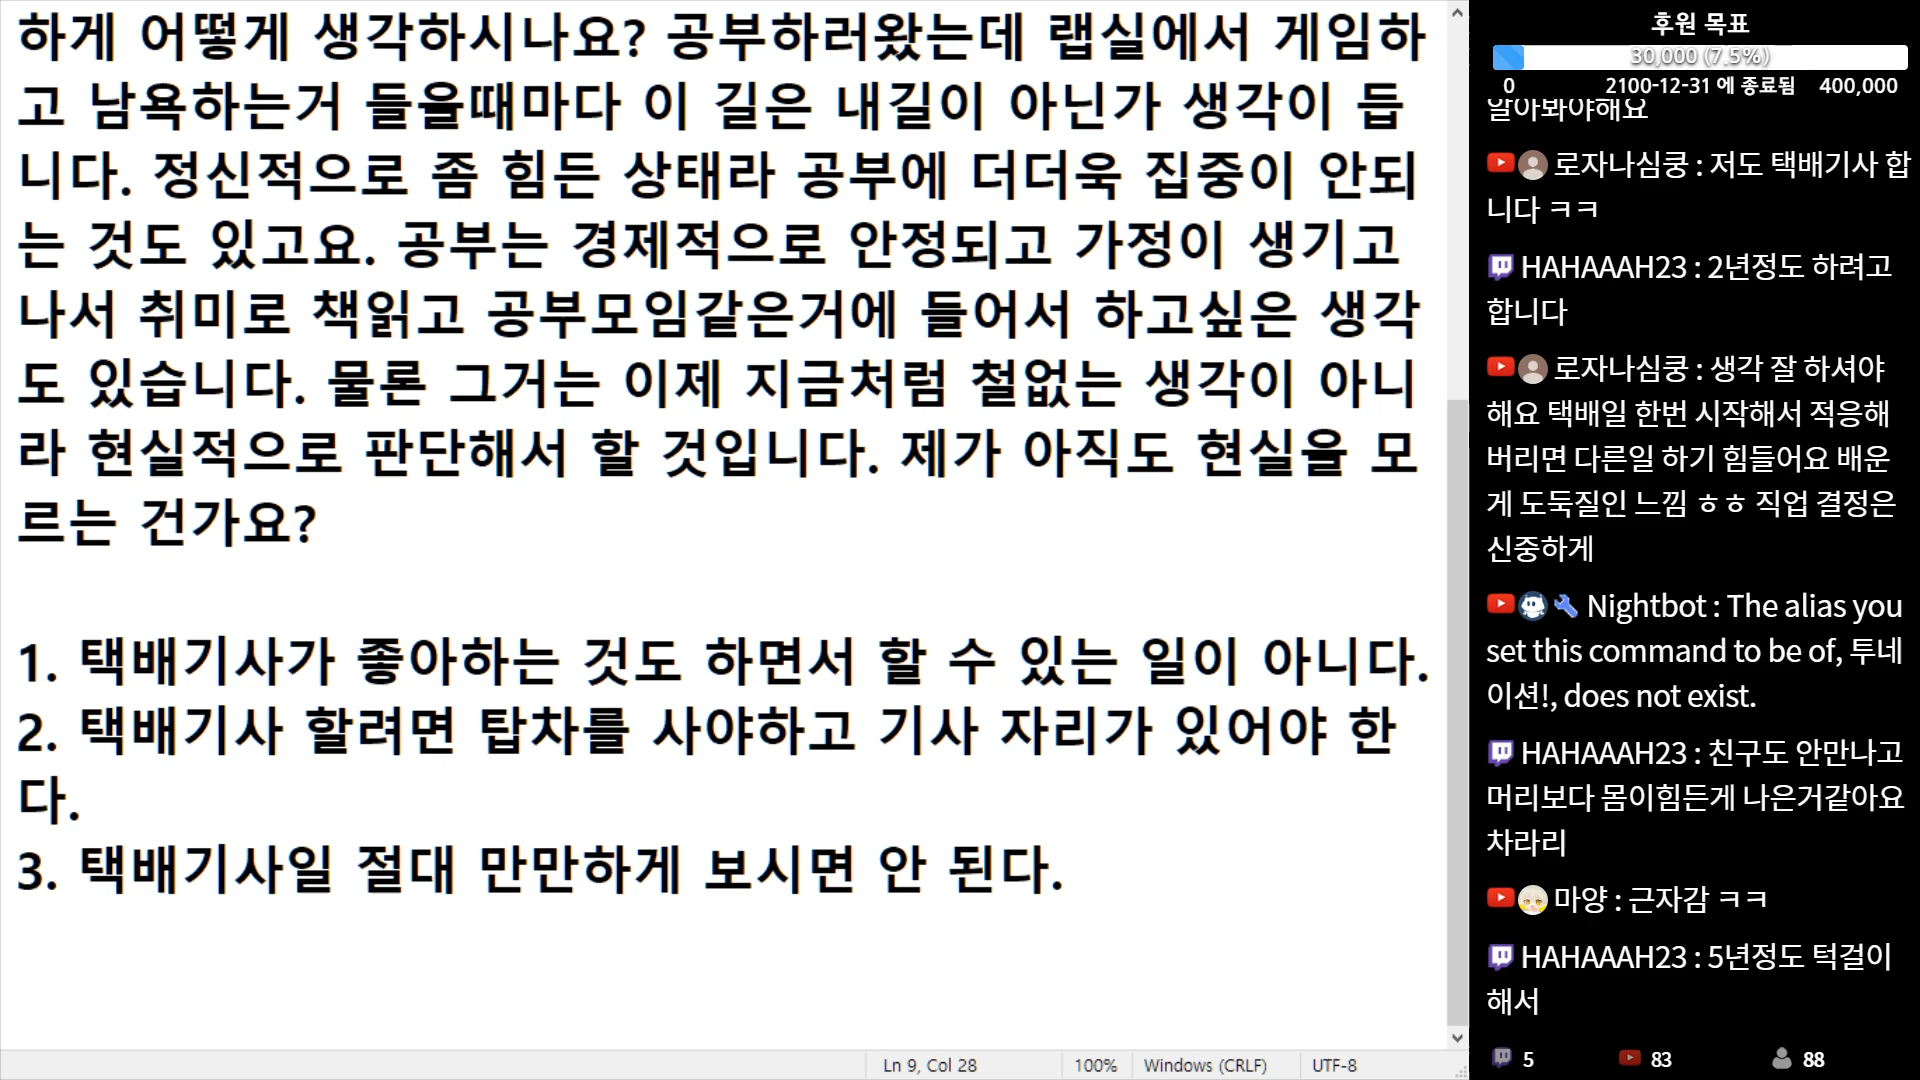 하게 어떻게 생각하시나요? 공부하러왔는데 랩실에서 게임하
고 남욕하는거 들을때마다 이 길은 내길이 아닌가 생각이 듭
니다. 정신적으로 좀 힘든 상태라 공부에 더더욱 집중이 안되
는 것도 있고요. 공부는 경제적으로 안정되고 가정이 생기고
나서 취미로 책읽고 공부모임같은거에 들어서 하고싶은 생각
도 있습니다. 물론 그거는 이제 지금처럼 철없는 생각이 아니
라 현실적으로 판단해서 할 것입니다. 제가 아직도 현실을 모
르는 건가요?
1. 택배기사가 좋아하는 것도 하면서 할 수 있는 일이 아니다.
2. 택배기사 할려면 탑차를 사야하고 기사 자리가 있어야 한
다.
3. 택배기사일 절대 만만하게 보시면 안 된다.
Ln 9, Col 28
100%
Windows (CRLF)
UTF-8
후원 목표
30,000 (7.5%)
0 2100-12-31 에 종료됨 400,000
알아봐야해요
로자나심쿵 : 저도 택배기사 합
니다 ㅋㅋ
HAHAAAH23 : 2년정도 하려고
합니다
로자나심쿵 : 생각 잘 하셔야
해요 택배일 한번 시작해서 적응해
버리면 다른일 하기 힘들어요 배운
게 도둑질인 느낌 ㅎㅎ 직업 결정은
신중하게
Nightbot : The alias you
set this command to be of, 투네
이션!, does not exist.
HAHAAAH23 : 친구도 안만나고
머리보다 몸이힘든게 나은거같아요
차라리
마양 : 근자감 ㅋㅋ
HAHAAAH23 : 5년정도 턱걸이
해서
5 83 88